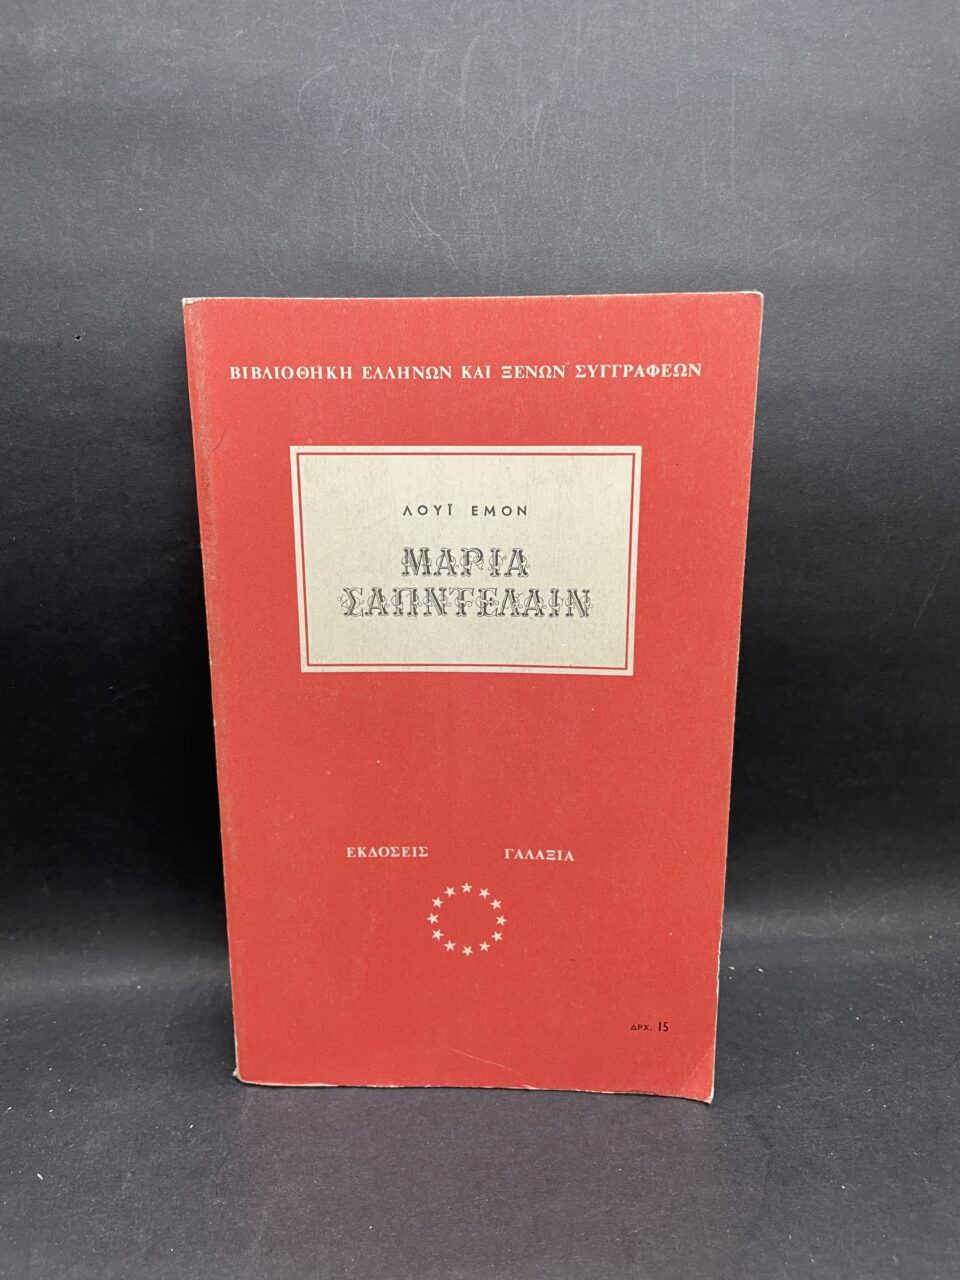 ΒΙΒΛΙΟΘΗΚΗ ΕΛΛΗΝΩΝ ΚΑΙ ΞΕΝΩΝ ΣΥΓΓΡΑΦΕΩΝ
ΛΟΥΪ ΕΜΟΝ
ΜΑΡΙΑ
ΣΑΠΝΤΕΛΑΙΝ
ΕΚΔΟΣΕΙΣ ΓΑΛΑΞΙΑ
ΔΡΧ. 15